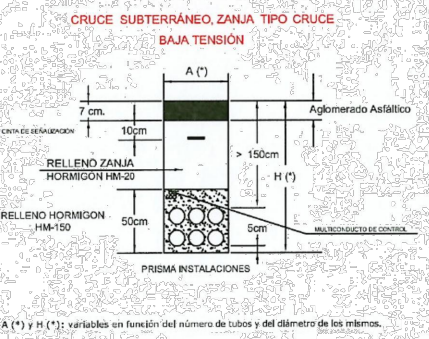 CRUCE SUBTERRÁNEO, ZANJA TIPO CRUCE
BAJA TENSIÓN
A (*)
7 cm.
Aglomerado Asfáltico
CINTA DE SEÑALIZACIÓN
10cm
> 150cm
RELLENO ZANJA
HORMIGÓN HM-20
H (*)
RELLENO HORMIGON
HM-150
50cm
5cm
MULTICONDUCTO DE CONTROL
PRISMA INSTALACIONES
A (*) y H (*): variables en función del número de tubos y del diámetro de los mismos.